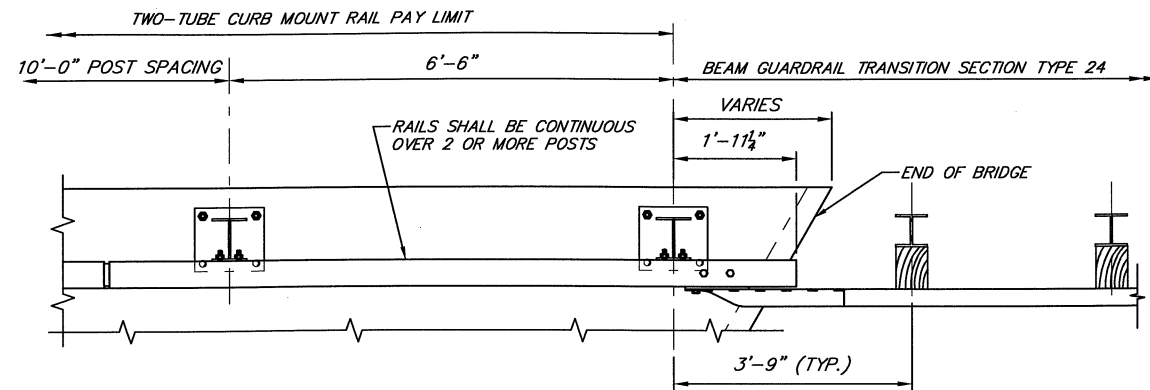 TWO-TUBE CURB MOUNT RAIL PAY LIMIT
10'-0" POST SPACING
6'-6"
BEAM GUARDRAIL TRANSITION SECTION TYPE 24
VARIES
1'-11¼"
RAILS SHALL BE CONTINUOUS
OVER 2 OR MORE POSTS
END OF BRIDGE
3'-9" (TYP.)